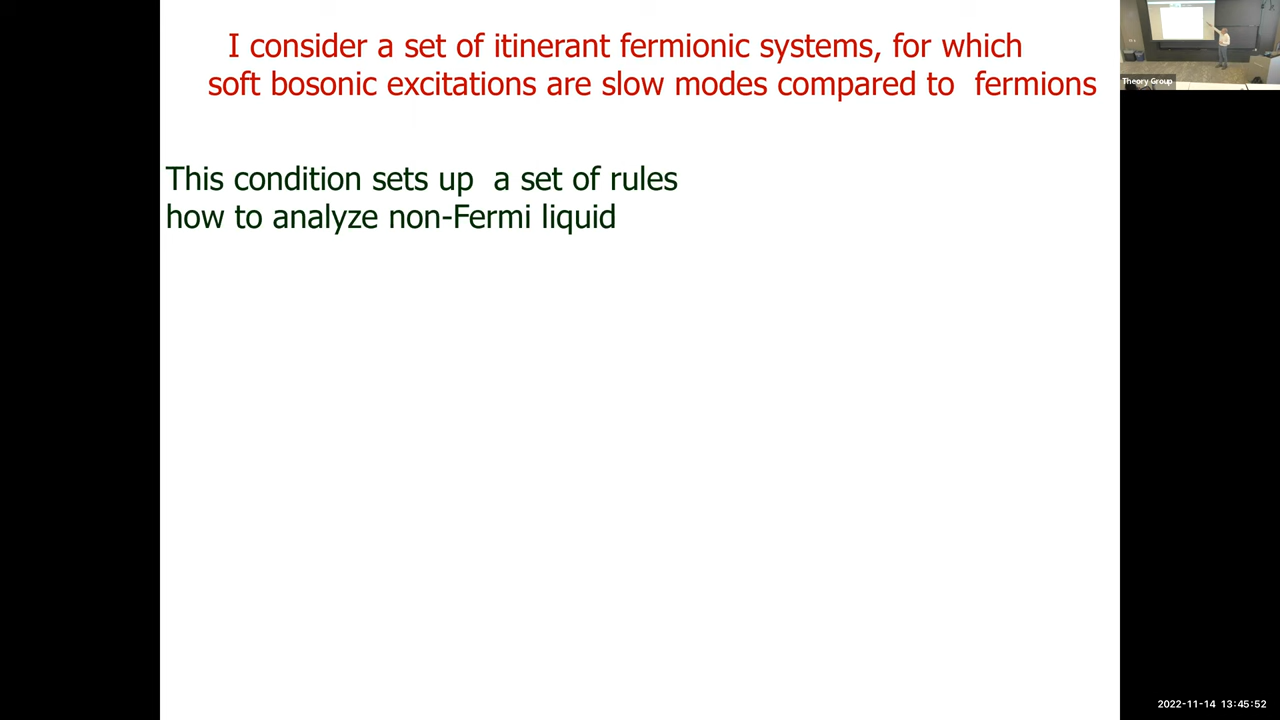 I consider a set of itinerant fermionic systems, for which
soft bosonic excitations are slow modes compared to  fermions
This condition sets up  a set of rules
how to analyze non-Fermi liquid
Theory Group
2022-11-14 13:45:52